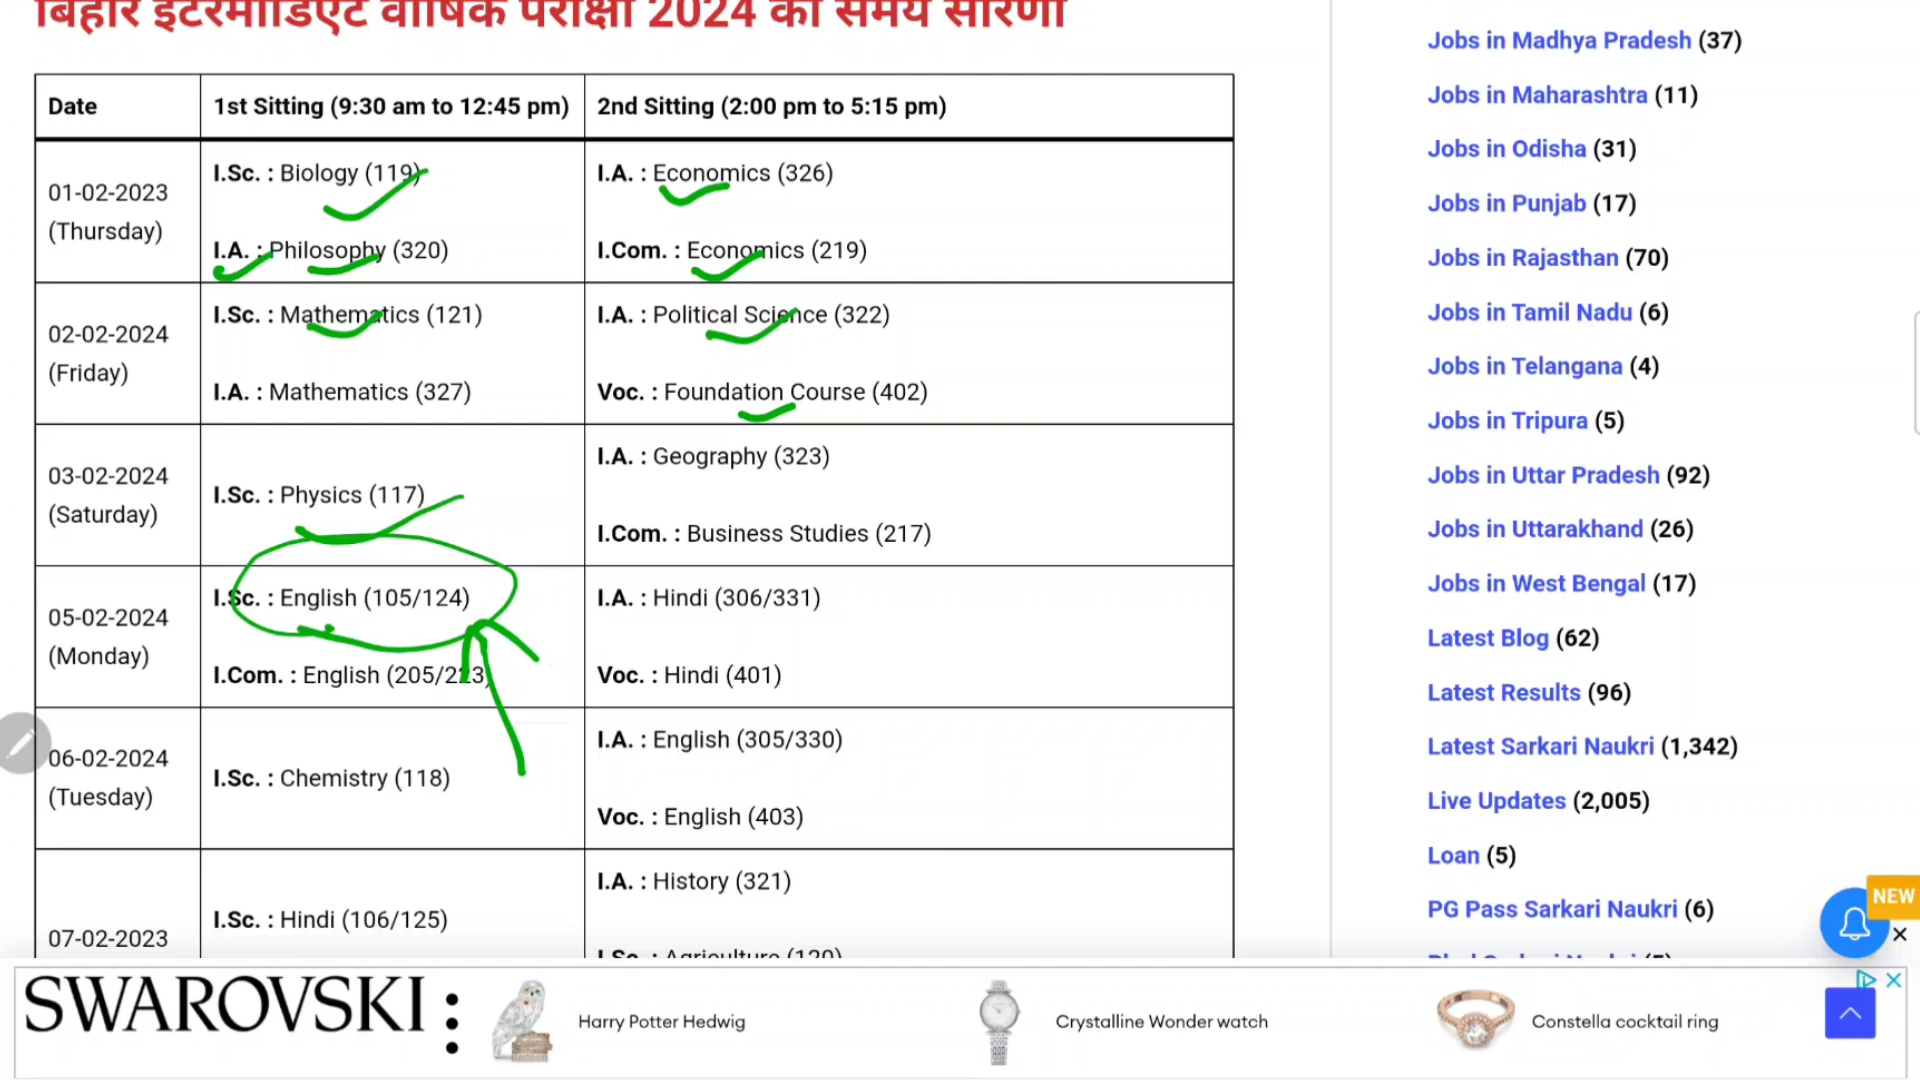 बिहार इंटरमीडिएट वार्षिक परीक्षा 2024 की समय सारणी
Date
1st Sitting (9:30 am to 12:45 pm)
2nd Sitting (2:00 pm to 5:15 pm)
01-02-2023
(Thursday)
I.Sc. : Biology (119)
I.A. : Philosophy (320)
I.A. : Economics (326)
I.Com. : Economics (219)
02-02-2024
(Friday)
I.Sc. : Mathematics (121)
I.A. : Mathematics (327)
I.A. : Political Science (322)
Voc. : Foundation Course (402)
03-02-2024
(Saturday)
I.Sc. : Physics (117)
I.A. : Geography (323)
I.Com. : Business Studies (217)
05-02-2024
(Monday)
I.Sc. : English (105/124)
I.Com. : English (205/223)
I.A. : Hindi (306/331)
Voc. : Hindi (401)
06-02-2024
(Tuesday)
I.Sc. : Chemistry (118)
I.A. : English (305/330)
Voc. : English (403)
07-02-2023
I.Sc. : Hindi (106/125)
I.A. : History (321)
I.Sc. : Agriculture (120)
Jobs in Madhya Pradesh (37)
Jobs in Maharashtra (11)
Jobs in Odisha (31)
Jobs in Punjab (17)
Jobs in Rajasthan (70)
Jobs in Tamil Nadu (6)
Jobs in Telangana (4)
Jobs in Tripura (5)
Jobs in Uttar Pradesh (92)
Jobs in Uttarakhand (26)
Jobs in West Bengal (17)
Latest Blog (62)
Latest Results (96)
Latest Sarkari Naukri (1,342)
Live Updates (2,005)
Loan (5)
PG Pass Sarkari Naukri (6)
NEW
SWAROVSKI
Harry Potter Hedwig
Crystalline Wonder watch
Constella cocktail ring